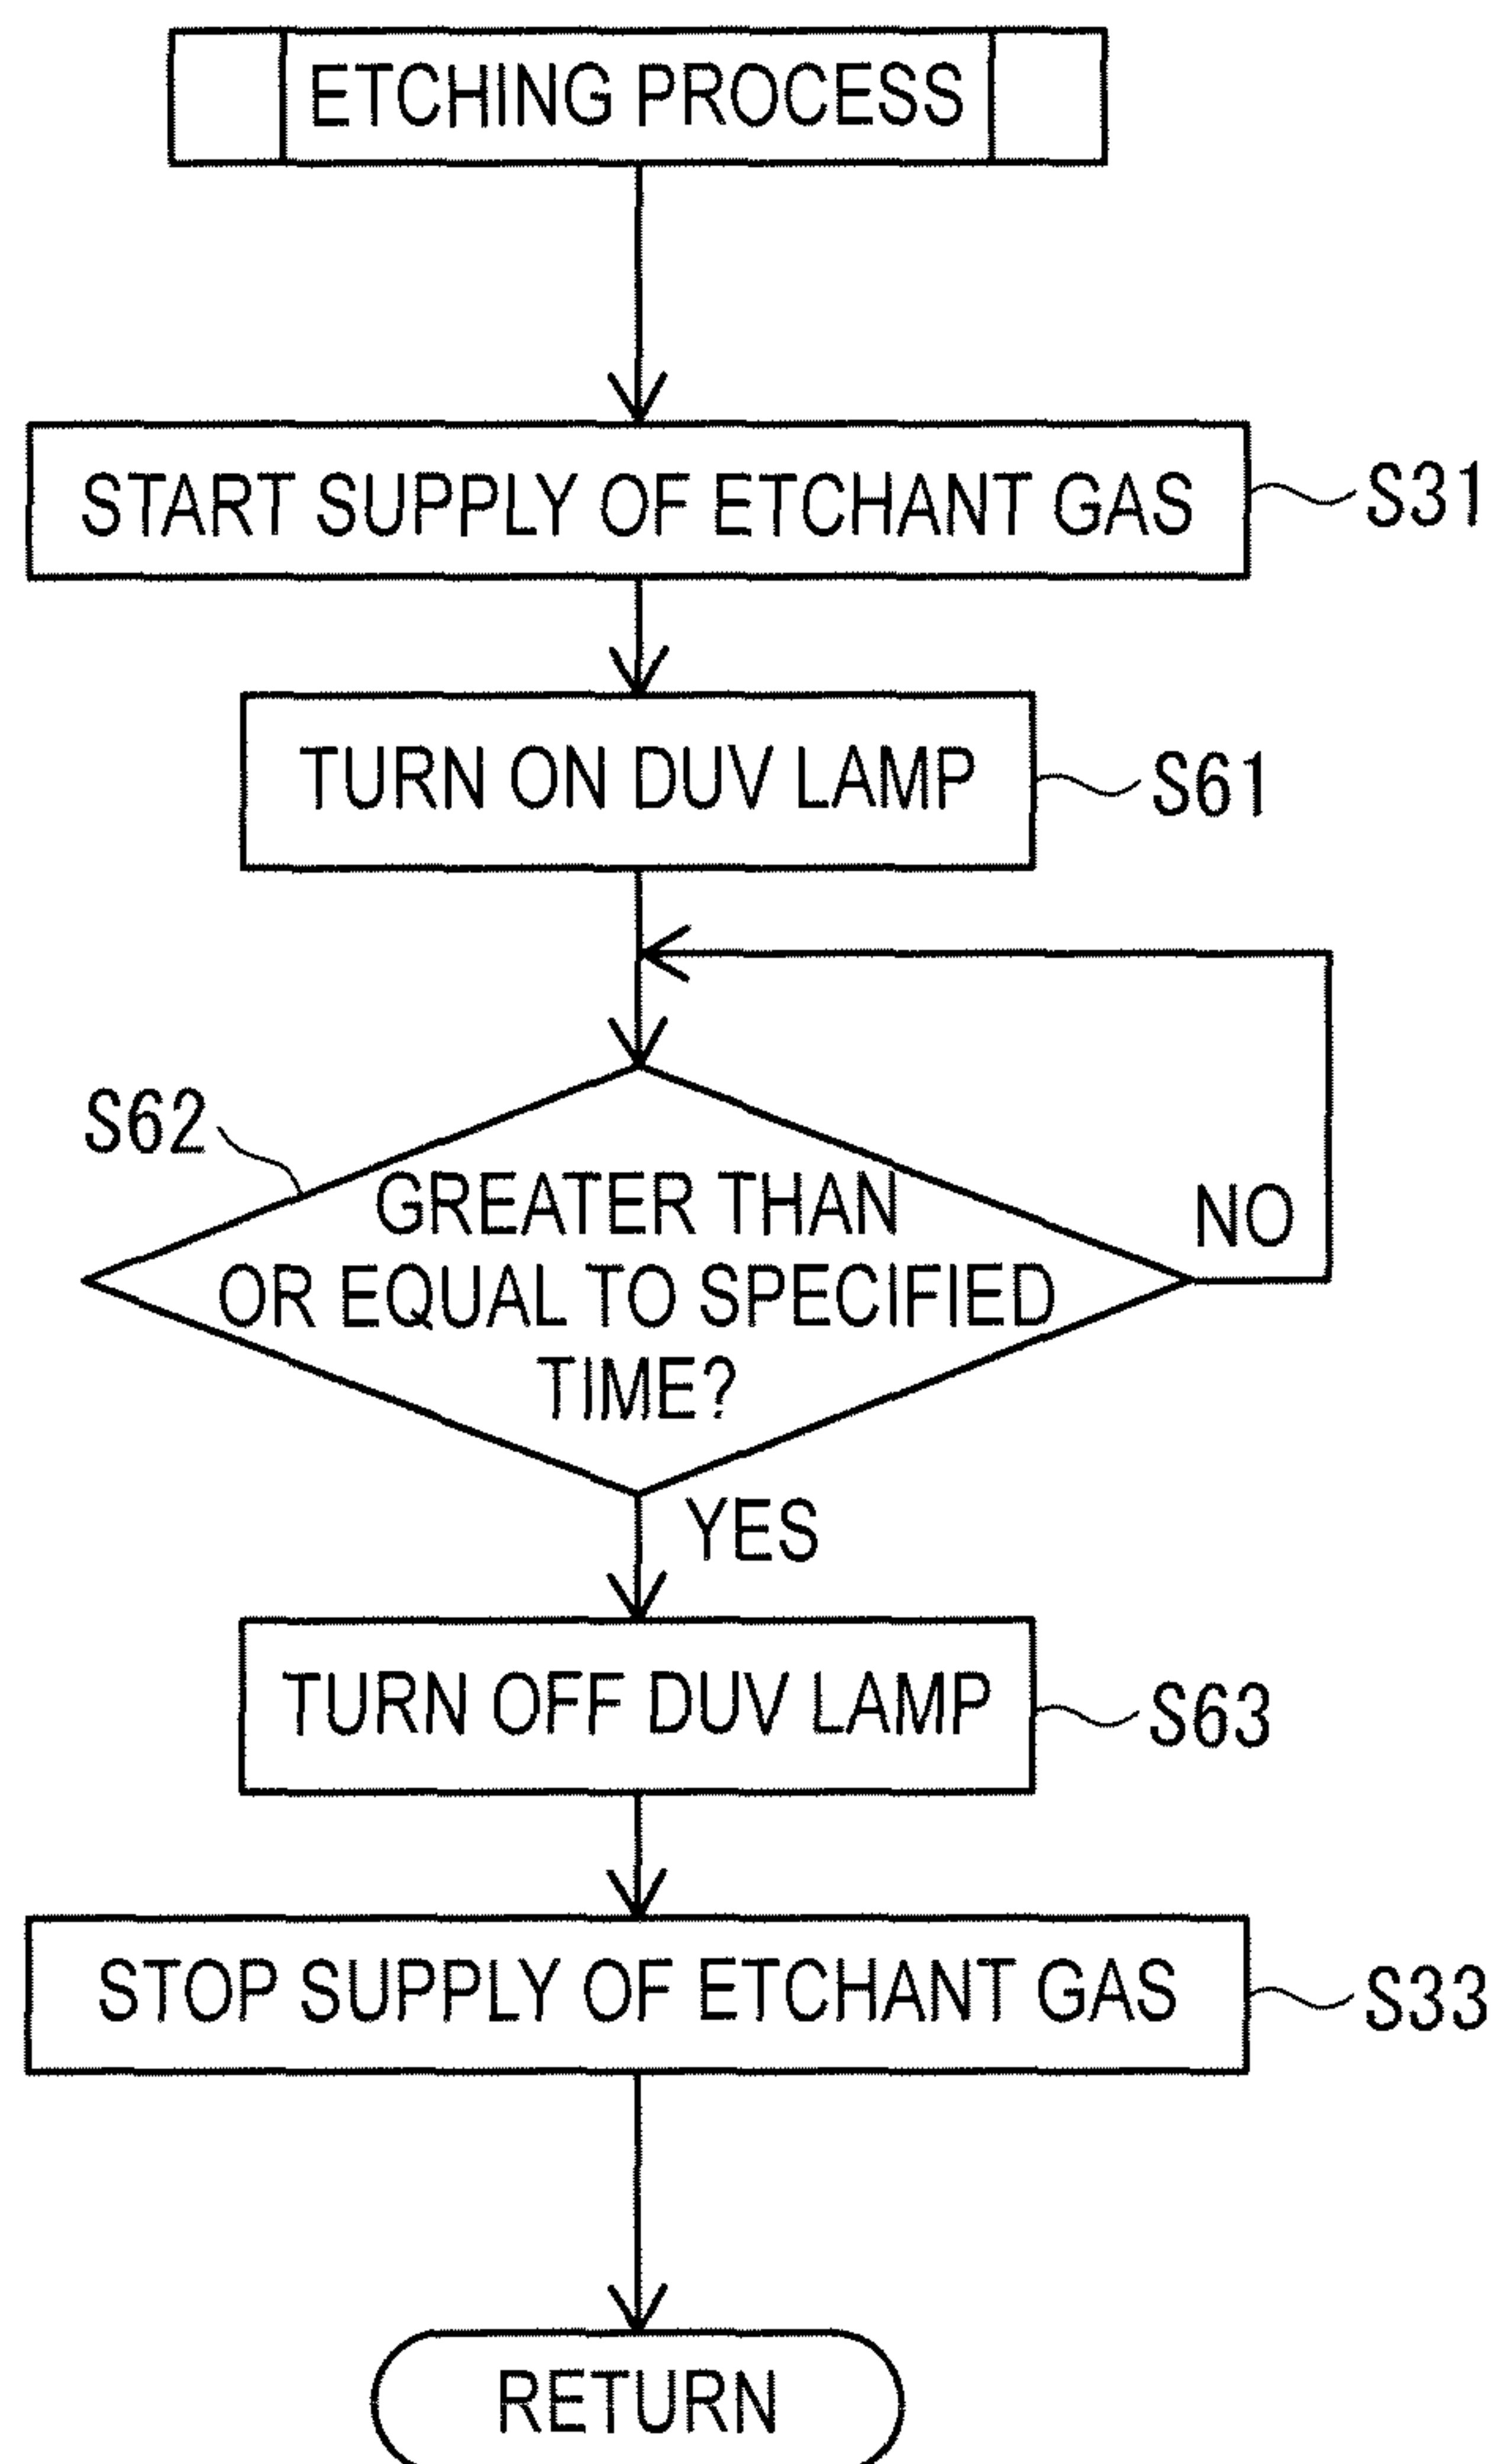 ETCHING PROCESS
START SUPPLY OF ETCHANT GAS
S31
TURN ON DUV LAMP
S61
S62
GREATER THAN
OR EQUAL TO SPECIFIED
TIME?
NO
YES
TURN OFF DUV LAMP
S63
STOP SUPPLY OF ETCHANT GAS
S33
RETURN